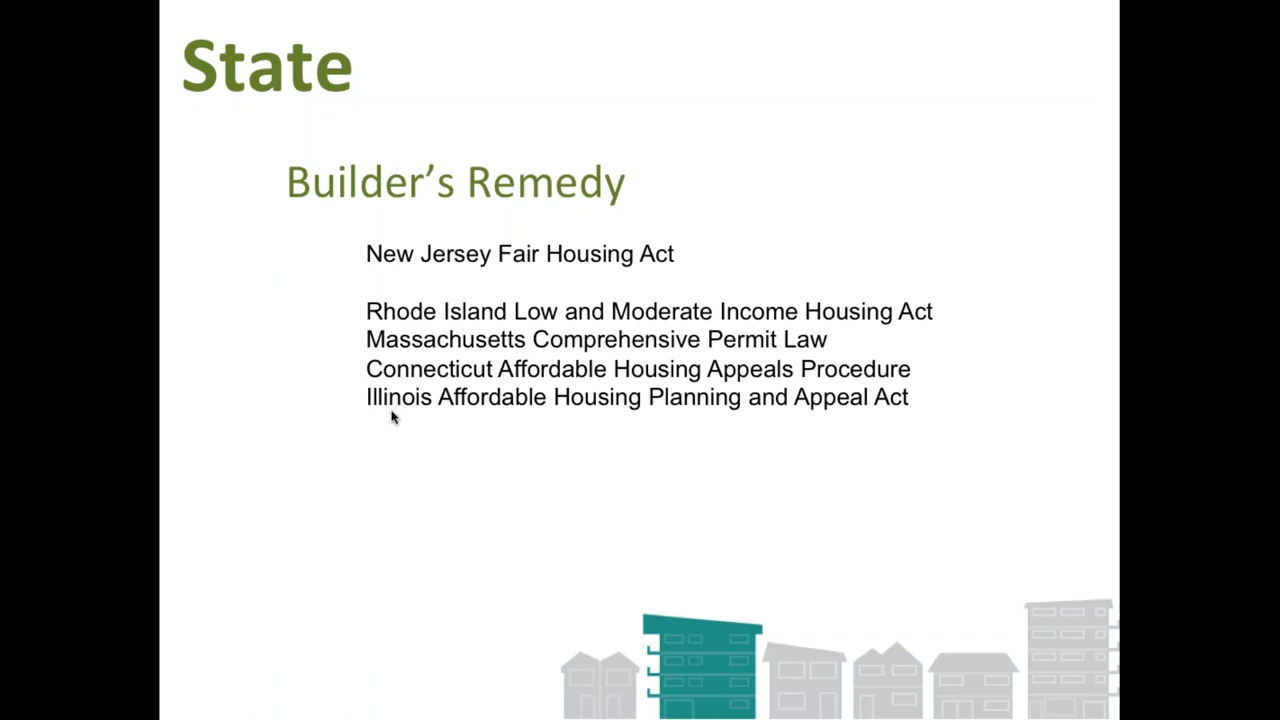 State
Builder’s Remedy
New Jersey Fair Housing Act
Rhode Island Low and Moderate Income Housing Act
Massachusetts Comprehensive Permit Law
Connecticut Affordable Housing Appeals Procedure
Illinois Affordable Housing Planning and Appeal Act